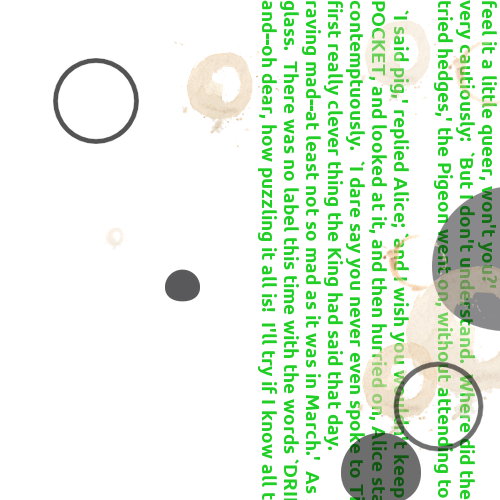 feel it a little queer, won't you?'
very cautiously:  `But I don't understand.  Where did the
tried hedges,' the Pigeon went on, without attending to
`I said pig,' replied Alice; `and I wish you wouldn't keep
POCKET, and looked at it, and then hurried on, Alice sta
contemptuously.  `I dare say you never even spoke to Ti
first really clever thing the King had said that day.
raving mad--at least not so mad as it was in March.'  As
glass.  There was no label this time with the words `DRI
and--oh dear, how puzzling it all is!  I'll try if I know all t